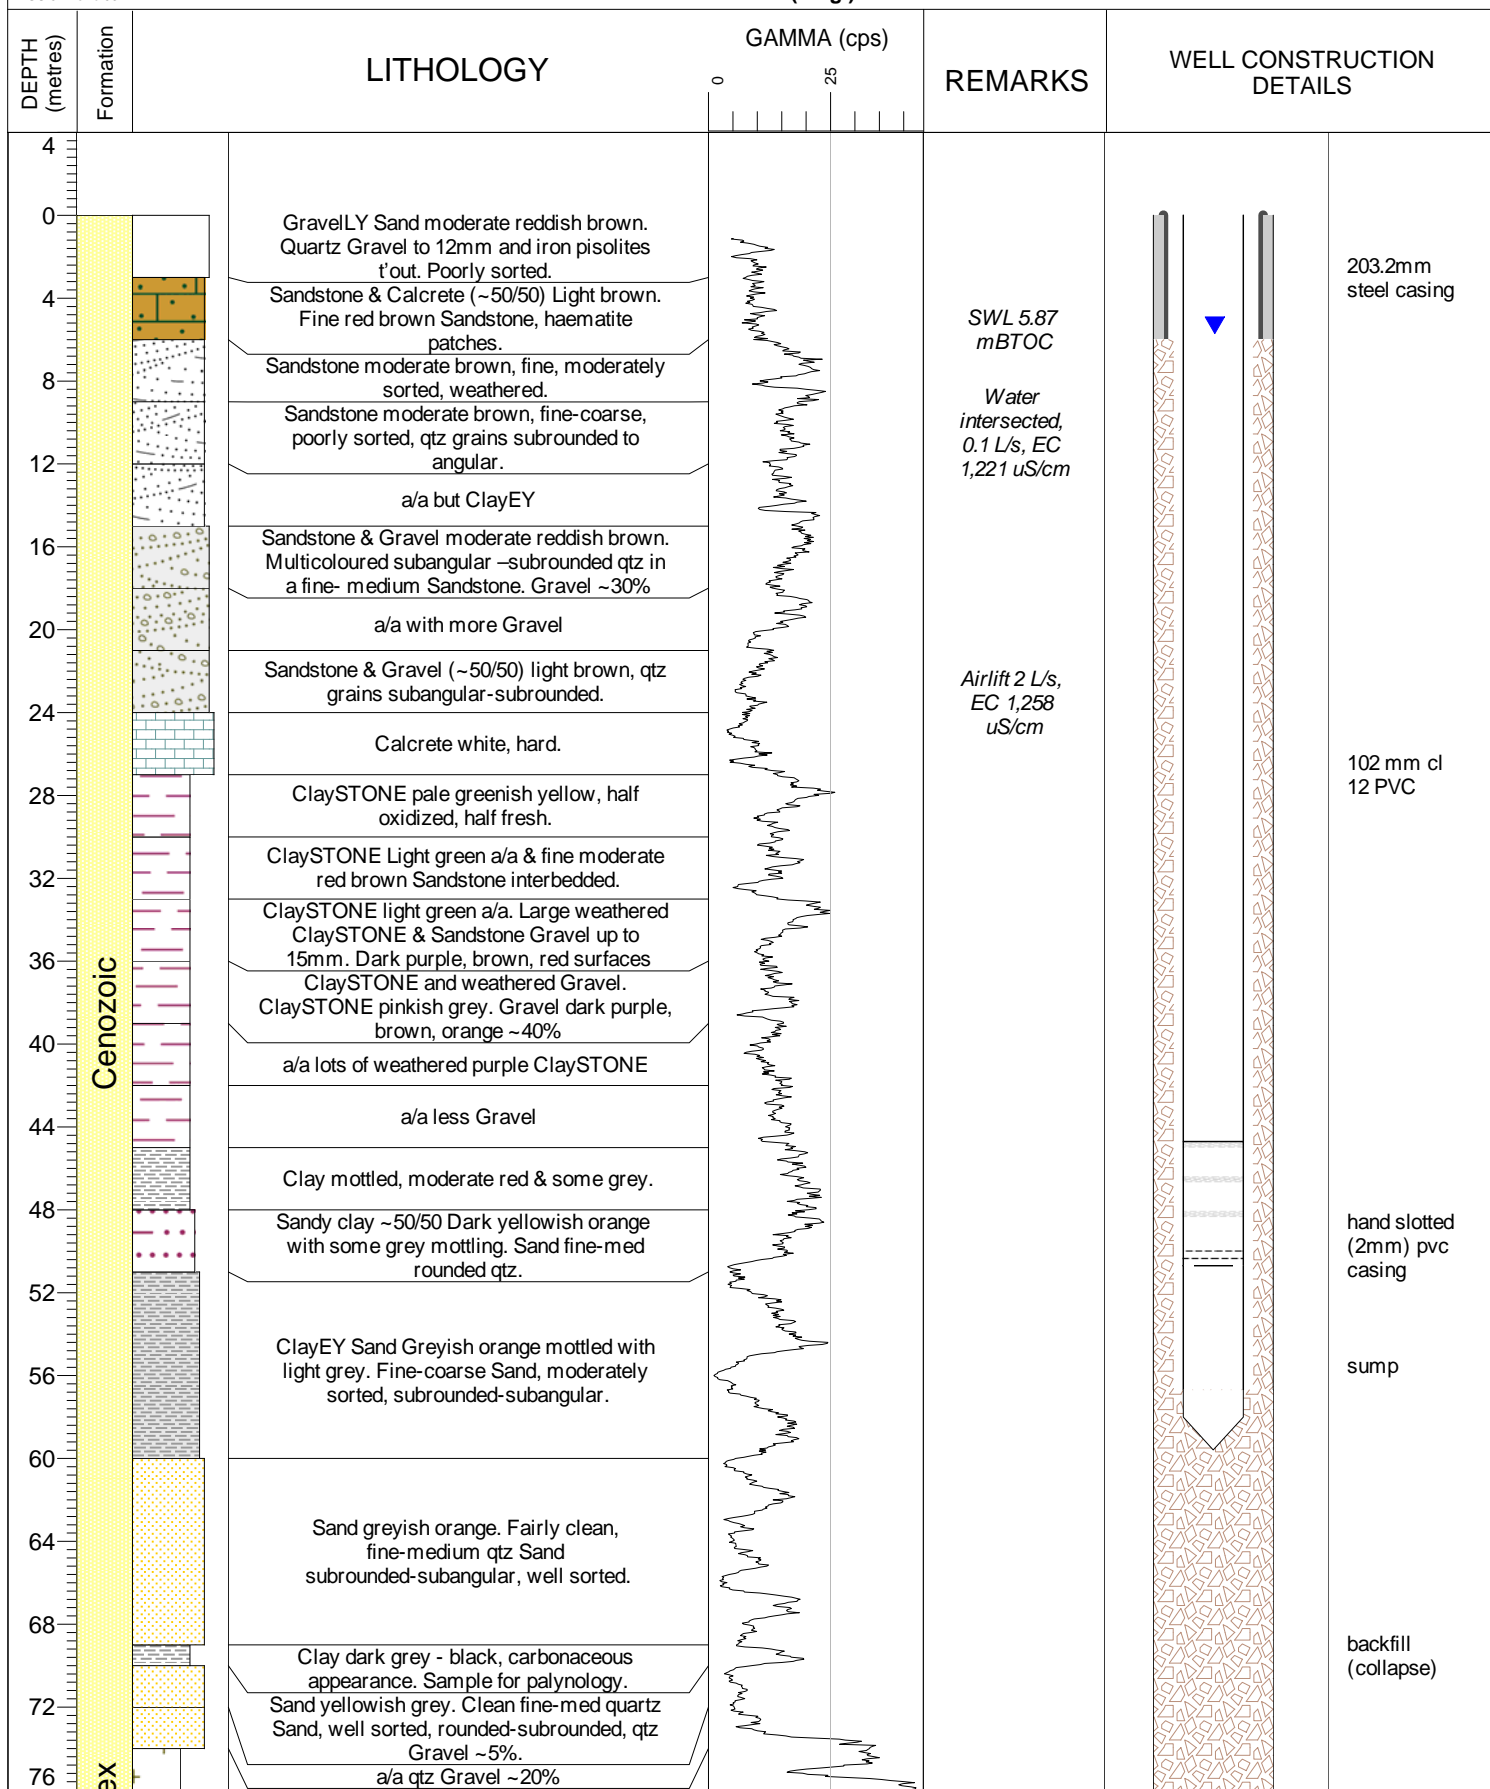 DEPTH
(metres)
Formation
LITHOLOGY
GAMMA (cps)
0
25
REMARKS
WELL CONSTRUCTION
DETAILS
4
0
4
8
12
16
20
24
28
32
36
40
44
48
52
56
60
64
68
72
76
Cenozoic
ex
GravelLY Sand moderate reddish brown.
Quartz Gravel to 12mm and iron pisolites
t'out. Poorly sorted.
Sandstone & Calcrete (~50/50) Light brown.
Fine red brown Sandstone, haematite
patches.
Sandstone moderate brown, fine, moderately
sorted, weathered.
Sandstone moderate brown, fine-coarse,
poorly sorted, qtz grains subrounded to
angular.
a/a but ClayEY
Sandstone & Gravel moderate reddish brown.
Multicoloured subangular –subrounded qtz in
a fine- medium Sandstone. Gravel ~30%
a/a with more Gravel
Sandstone & Gravel (~50/50) light brown, qtz
grains subangular-subrounded.
Calcrete white, hard.
ClaySTONE pale greenish yellow, half
oxidized, half fresh.
ClaySTONE Light green a/a & fine moderate
red brown Sandstone interbedded.
ClaySTONE light green a/a. Large weathered
ClaySTONE & Sandstone Gravel up to
15mm. Dark purple, brown, red surfaces
ClaySTONE and weathered Gravel.
ClaySTONE pinkish grey. Gravel dark purple,
brown, orange ~40%
a/a lots of weathered purple ClaySTONE
a/a less Gravel
Clay mottled, moderate red & some grey.
Sandy clay ~50/50 Dark yellowish orange
with some grey mottling. Sand fine-med
rounded qtz.
ClayEY Sand Greyish orange mottled with
light grey. Fine-coarse Sand, moderately
sorted, subrounded-subangular.
Sand greyish orange. Fairly clean,
fine-medium qtz Sand
subrounded-subangular, well sorted.
Clay dark grey - black, carbonaceous
appearance. Sample for palynology.
Sand yellowish grey. Clean fine-med quartz
Sand, well sorted, rounded-subrounded, qtz
Gravel ~5%.
a/a qtz Gravel ~20%
SWL 5.87
mBTOC
Water
intersected,
0.1 L/s, EC
1,221 uS/cm
Airlift 2 L/s,
EC 1,258
uS/cm
203.2mm
steel casing
102 mm cl
12 PVC
hand slotted
(2mm) pvc
casing
sump
backfill
(collapse)